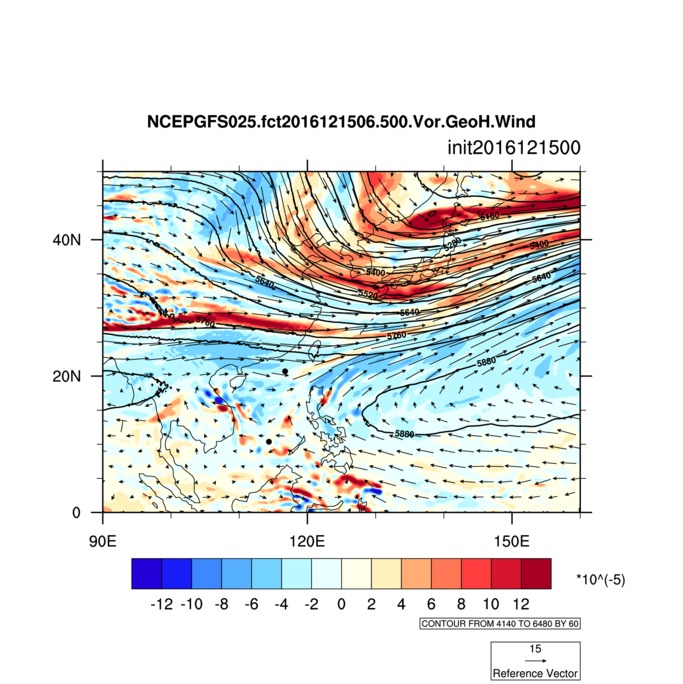 NCEPGFS025.fct2016121506.500.Vor.GeoH.Wind
init2016121500
40N
20N
0
90E 120E 150E
5160
5280
5400
5400
5640
5640
5520
5640
5760
5760
5880
5880
-12 -10 -8 -6 -4 -2 0 2 4 6 8 10 12
*10^(-5)
CONTOUR FROM 4140 TO 6480 BY 60
15
Reference Vector